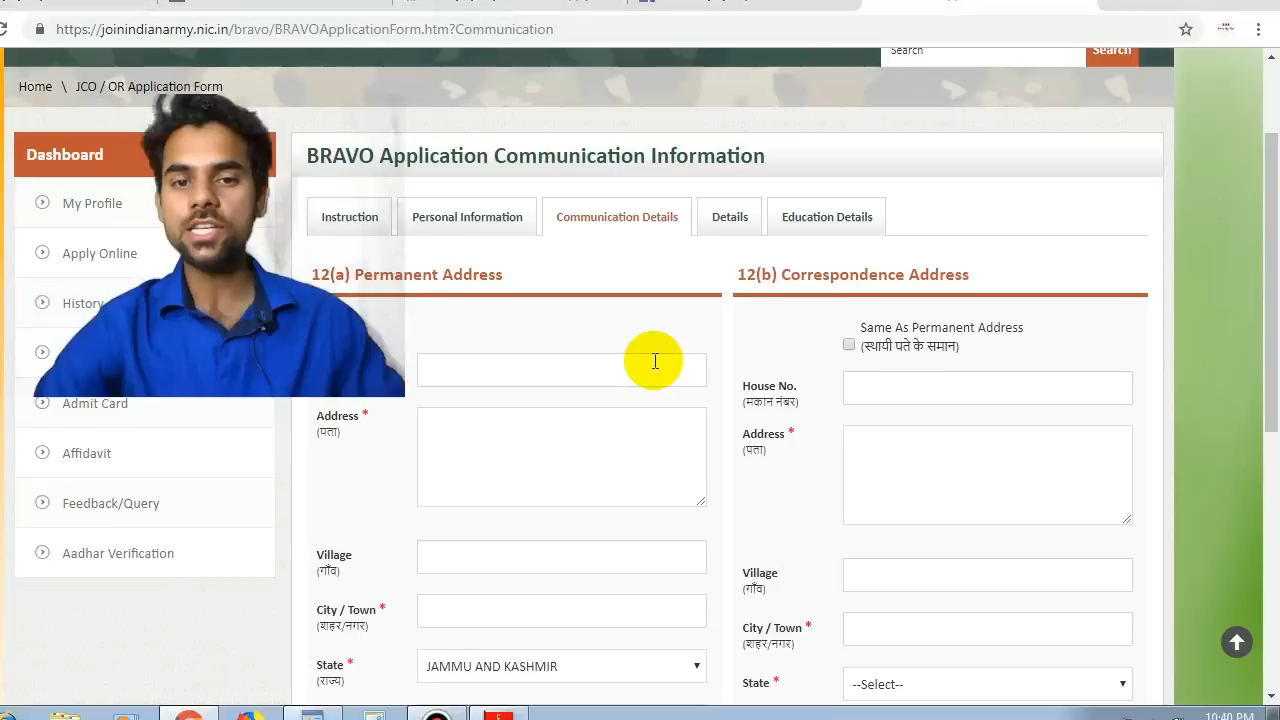 https://joinindianarmy.nic.in/bravo/BRAVOApplicationForm.htm?Communication
Search
Search
Home \ JCO / OR Application Form
Dashboard
My Profile
Apply Online
History
Admit Card
Affidavit
Feedback/Query
Aadhar Verification
BRAVO Application Communication Information
Instruction
Personal Information
Communication Details
Details
Education Details
12(a) Permanent Address
Address *
(पता)
Village
(गाँव)
City / Town *
(शहर/नगर)
State *
(राज्य)
JAMMU AND KASHMIR
12(b) Correspondence Address
Same As Permanent Address
(स्थायी पते के समान)
House No.
(मकान नंबर)
Address *
(पता)
Village
(गाँव)
City / Town *
(शहर/नगर)
State *
--Select--
10:40 PM